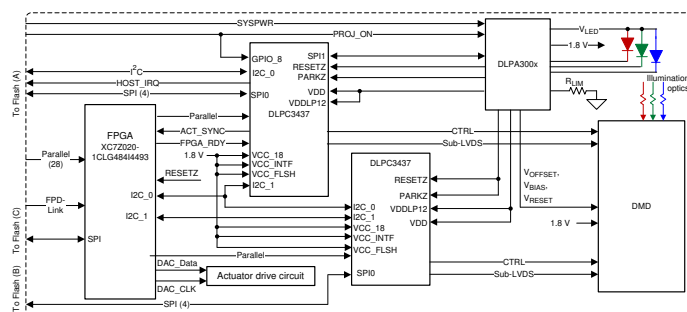 SYSPWR
PROJ_ON
VLED
1.8 V
GPIO_8
I2C
I2C_0
HOST_IRQ
SPI (4)
SPI0
SPI1
RESETZ
PARKZ
VDD
VDDLP12
DLPC3437
DLPA300x
RLIM
Illumination
optics
To Flash (A)
FPGA
XC7Z020-
1CLG484I4493
Parallel
ACT_SYNC
FPGA_RDY
1.8 V
VCC_18
VCC_INTF
VCC_FLSH
I2C_1
CTRL
Sub-LVDS
Parallel
(28)
RESETZ
I2C_0
I2C_1
FPD-
Link
SPI
To Flash (C)
DLPC3437
RESETZ
PARKZ
VDDLP12
VDD
I2C_0
I2C_1
VCC_18
VCC_INTF
VCC_FLSH
SPI0
VOFFSET,
VBIAS,
VRESET
1.8 V
DMD
Parallel
DAC_Data
DAC_CLK
Actuator drive circuit
CTRL
Sub-LVDS
SPI (4)
To Flash (B)